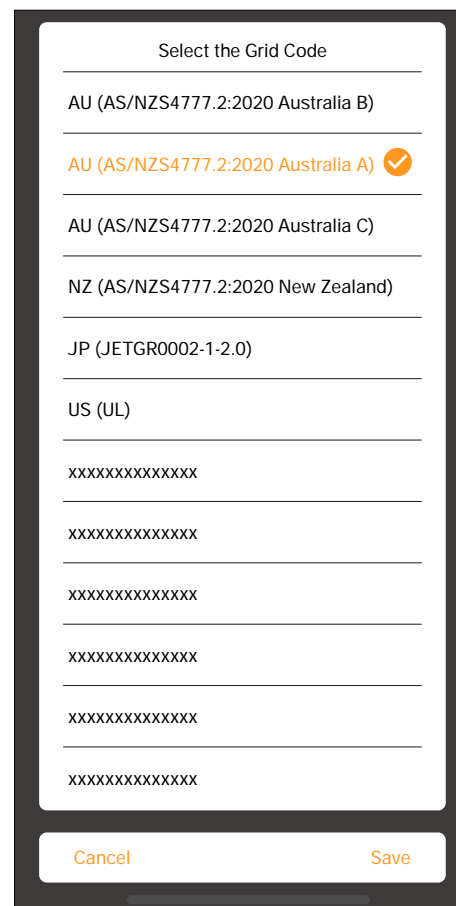 Select the Grid Code
AU (AS/NZS4777.2:2020 Australia B)
AU (AS/NZS4777.2:2020 Australia A)
AU (AS/NZS4777.2:2020 Australia C)
NZ (AS/NZS4777.2:2020 New Zealand)
JP (JETGR0002-1-2.0)
US (UL)
xxxxxxxxxxxxxx
xxxxxxxxxxxxxx
xxxxxxxxxxxxxx
xxxxxxxxxxxxxx
xxxxxxxxxxxxxx
xxxxxxxxxxxxxx
Cancel Save